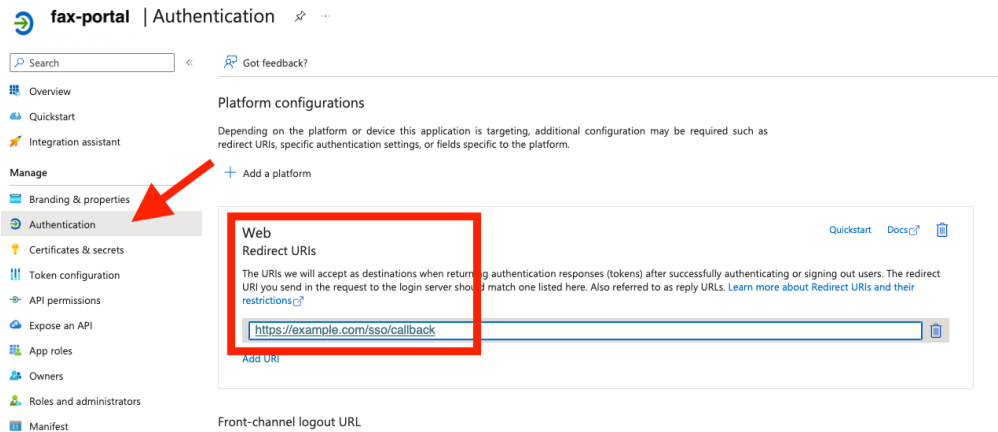 fax-portal | Authentication
Search
«
Got feedback?
Overview
Quickstart
Integration assistant
Manage
Branding & properties
Authentication
Certificates & secrets
Token configuration
API permissions
Expose an API
App roles
Owners
Roles and administrators
Manifest
Platform configurations
Depending on the platform or device this application is targeting, additional configuration may be required such as
redirect URIs, specific authentication settings, or fields specific to the platform.
+ Add a platform
Web
Quickstart
Docs
Redirect URIs
The URIs we will accept as destinations when returning authentication responses (tokens) after successfully authenticating or signing out users. The redirect
URI you send in the request to the login server should match one listed here. Also referred to as reply URLs. Learn more about Redirect URIs and their
restrictions
https://example.com/sso/callback
Add URI
Front-channel logout URL